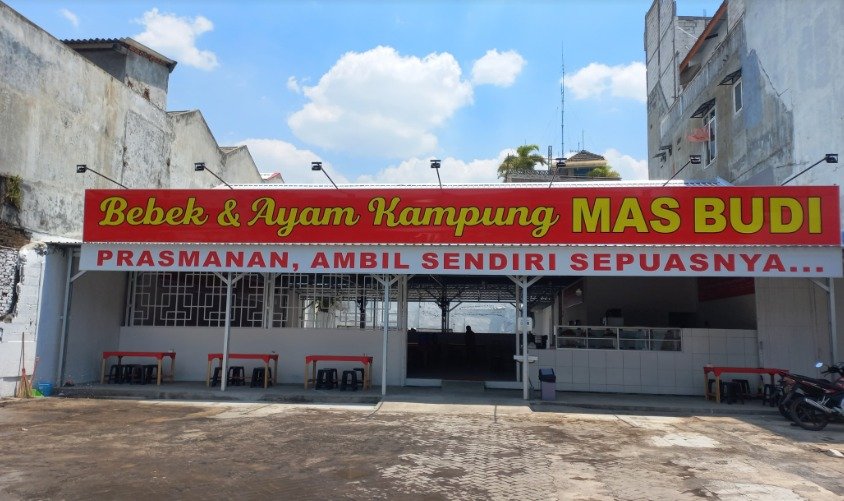 Bebek & Ayam Kampung MAS BUDI
PRASMANAN, AMBIL SENDIRI SEPUASNYA...